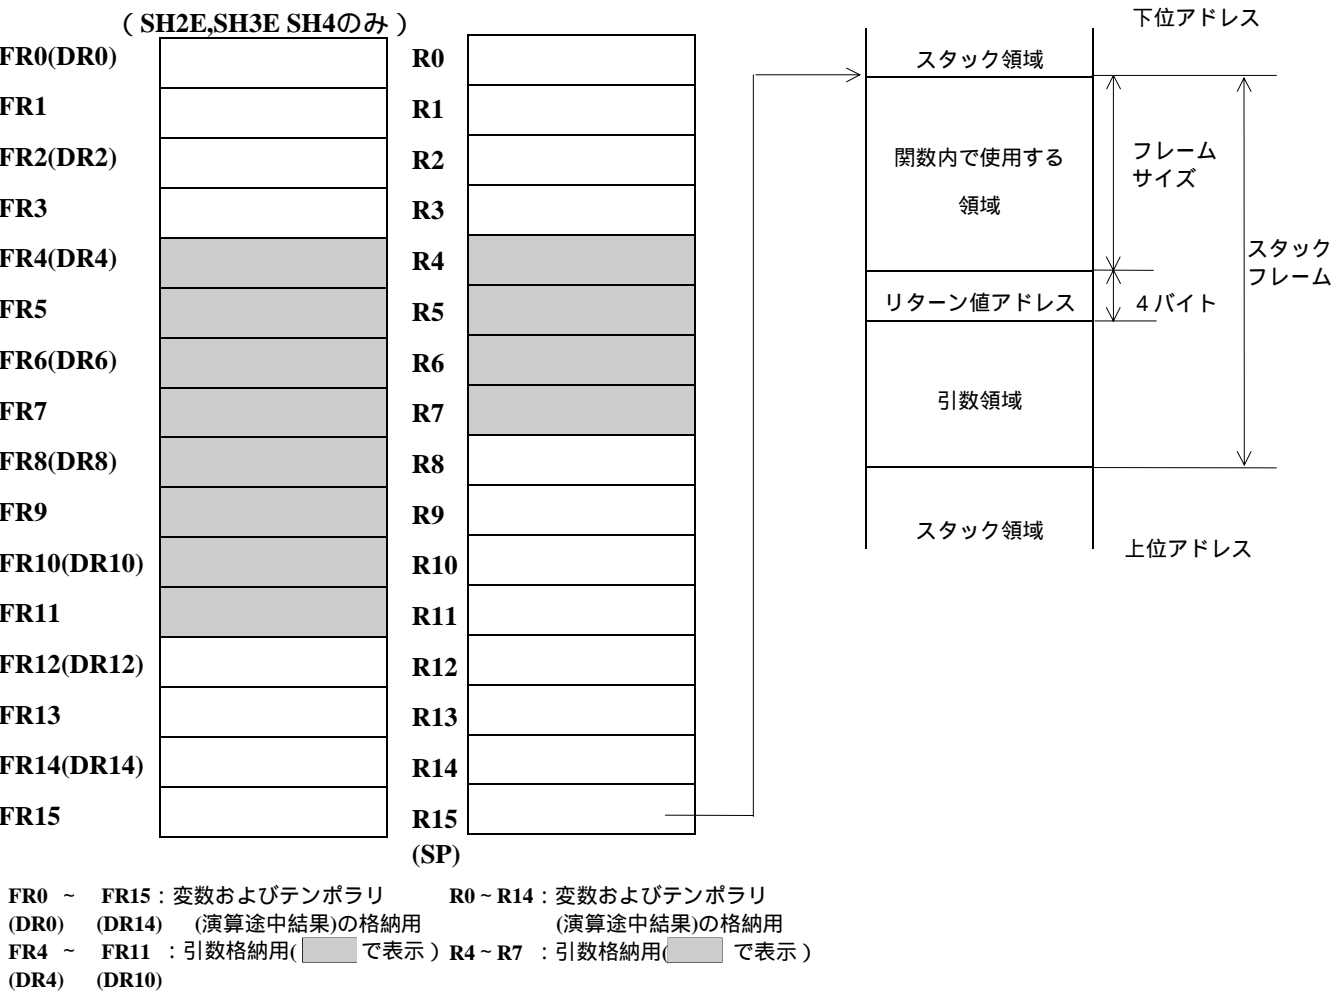 （SH2E,SH3E SH4のみ）
FR0(DR0)
FR1
FR2(DR2)
FR3
FR4(DR4)
FR5
FR6(DR6)
FR7
FR8(DR8)
FR9
FR10(DR10)
FR11
FR12(DR12)
FR13
FR14(DR14)
FR15
R0
R1
R2
R3
R4
R5
R6
R7
R8
R9
R10
R11
R12
R13
R14
R15
(SP)
下位アドレス
スタック領域
関数内で使用する
領域
フレーム
サイズ
リターン値アドレス
４バイト
スタック
フレーム
引数領域
スタック領域
上位アドレス
FR0 ~ FR15：変数およびテンポラリ
(DR0) (DR14) (演算途中結果)の格納用
FR4 ~ FR11 ：引数格納用( で表示）
(DR4) (DR10)
R0 ~ R14：変数およびテンポラリ
(演算途中結果)の格納用
R4 ~ R7 ：引数格納用( で表示）